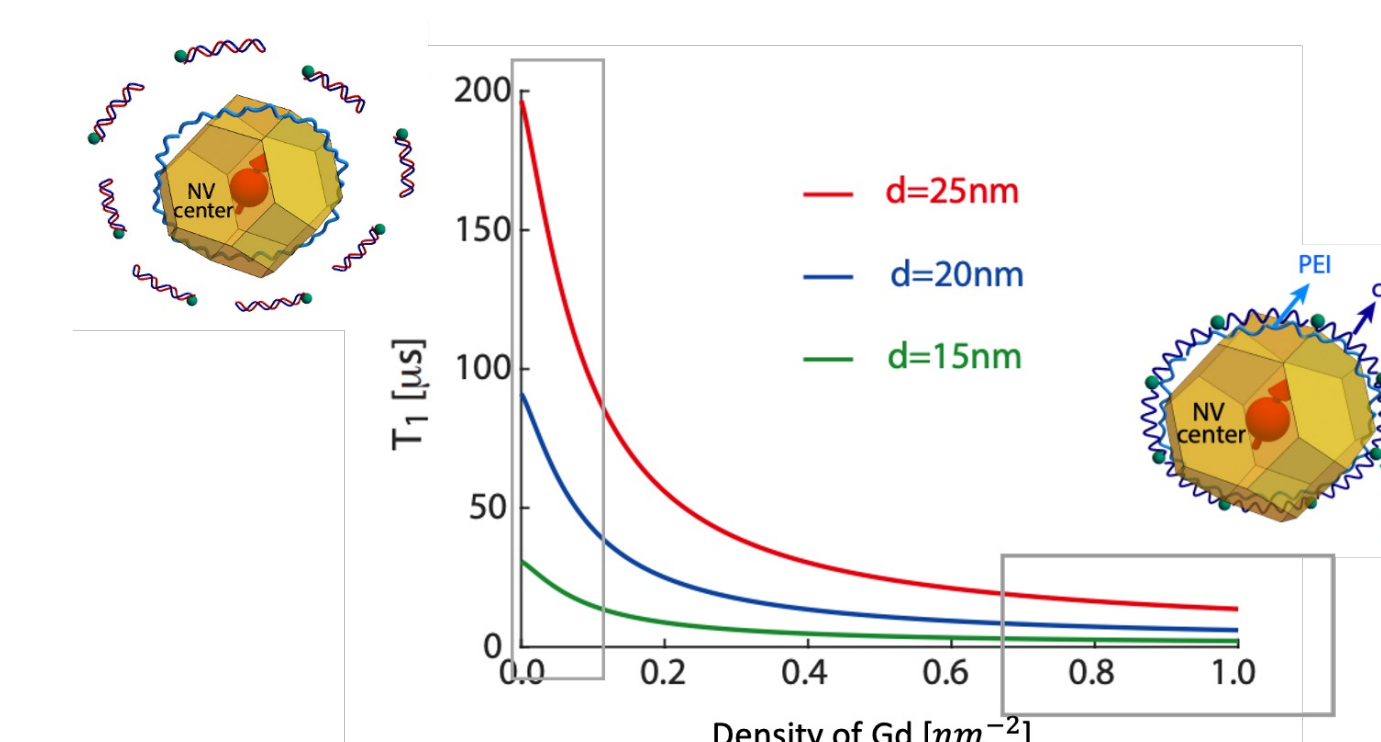 NV
center
200
150
100
50
0
T₁ [µs]
d=25nm
d=20nm
d=15nm
0.0 0.2 0.4 0.6 0.8 1.0
Density of Gd [nm⁻²]
PEI
NV
center